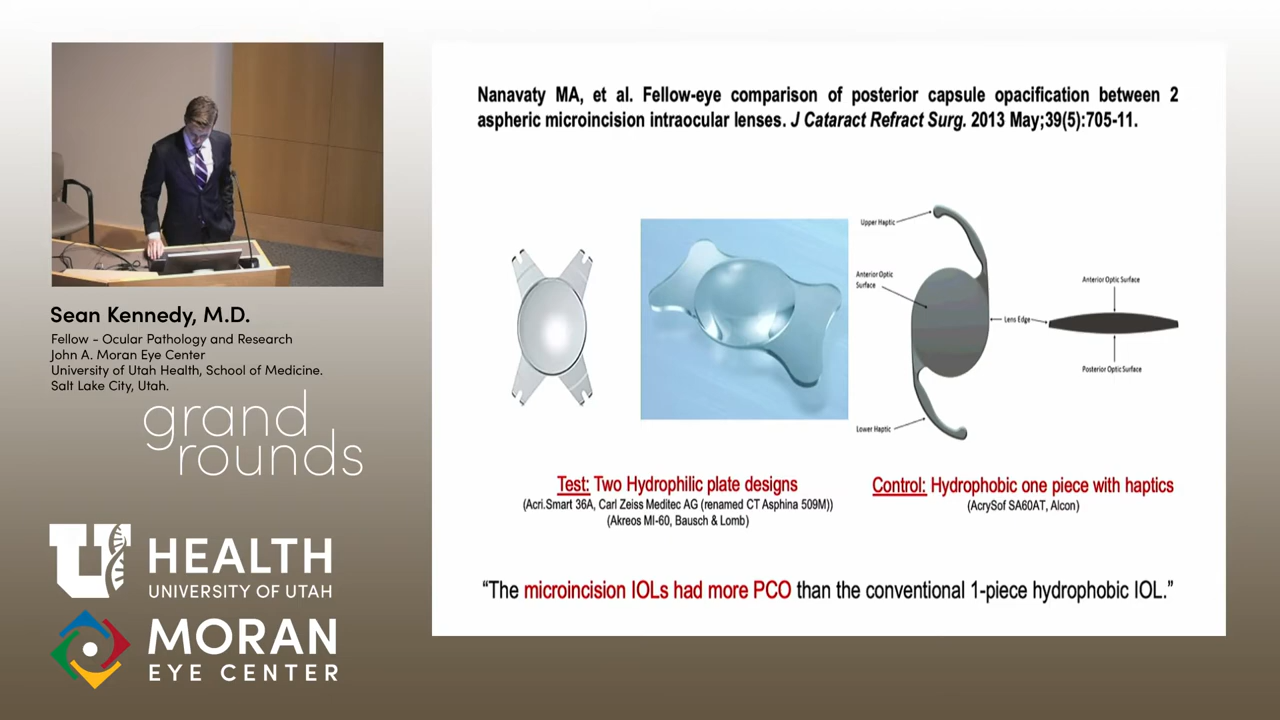 Nanavaty MA, et al. Fellow-eye comparison of posterior capsule opacification between 2
aspheric microincision intraocular lenses. J Cataract Refract Surg. 2013 May;39(5):705-11.
Upper Haptic
Anterior Optic
Surface
Lens Edge
Lower Haptic
Anterior Optic Surface
Posterior Optic Surface
Test: Two Hydrophilic plate designs
(Acri.Smart 36A, Carl Zeiss Meditec AG (renamed CT Asphina 509M))
(Akreos MI-60, Bausch & Lomb)
Control: Hydrophobic one piece with haptics
(AcrySof SA60AT, Alcon)
“The microincision IOLs had more PCO than the conventional 1-piece hydrophobic IOL.”
Sean Kennedy, M.D.
Fellow - Ocular Pathology and Research
John A. Moran Eye Center
University of Utah Health, School of Medicine.
Salt Lake City, Utah.
grand
rounds
U HEALTH
UNIVERSITY OF UTAH
MORAN
EYE CENTER